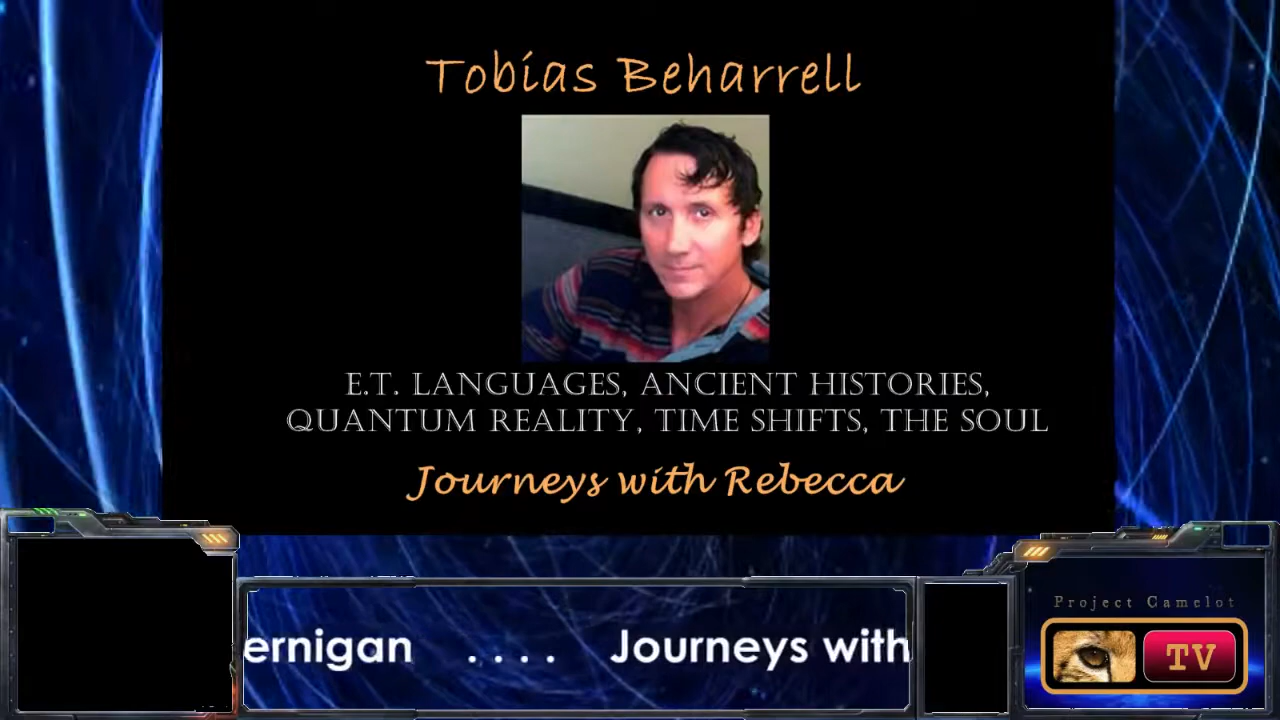 Tobias Beharrell
E.T. LANGUAGES, ANCIENT HISTORIES,
QUANTUM REALITY, TIME SHIFTS, THE SOUL
Journeys with Rebecca
ernigan . . . . Journeys with
Project Camelot
TV